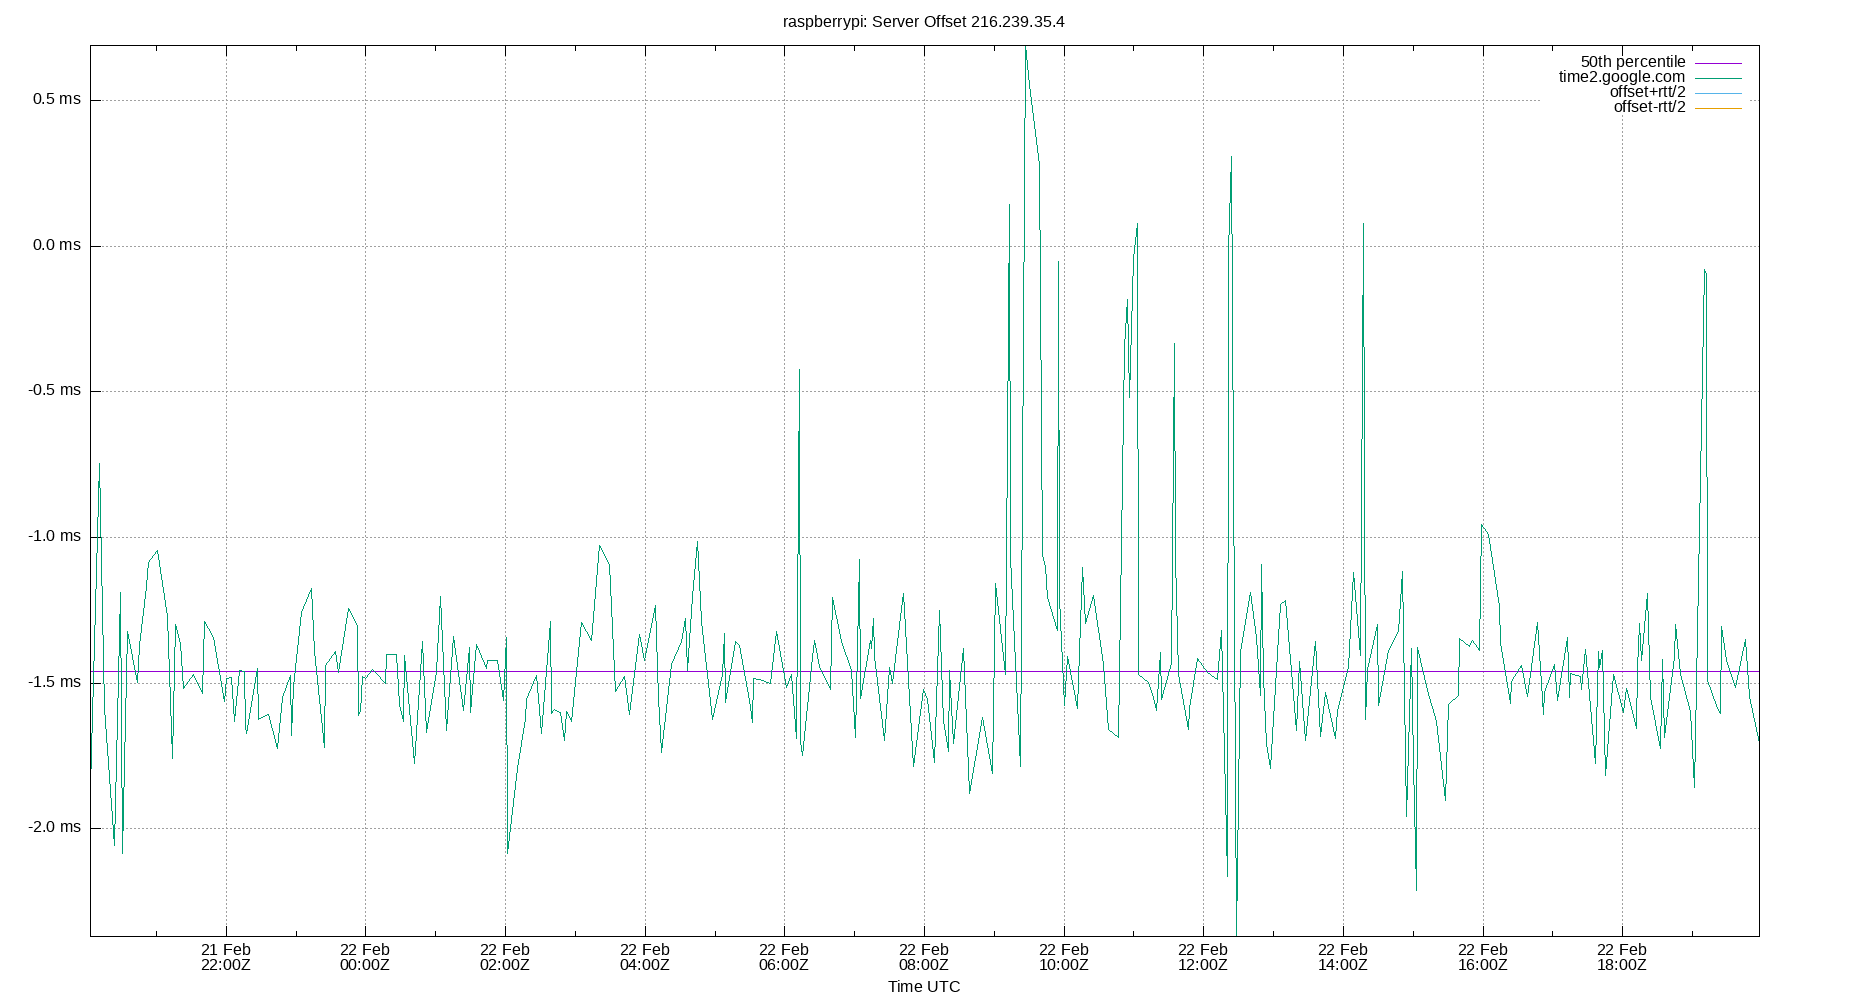 raspberrypi: Server Offset 216.239.35.4
50th percentile
time2.google.com
offset+rtt/2
offset-rtt/2
0.5 ms
0.0 ms
-0.5 ms
-1.0 ms
-1.5 ms
-2.0 ms
21 Feb 22 Feb 22 Feb 22 Feb 22 Feb 22 Feb 22 Feb 22 Feb 22 Feb 22 Feb 22 Feb
22:00Z 00:00Z 02:00Z 04:00Z 06:00Z 08:00Z 10:00Z 12:00Z 14:00Z 16:00Z 18:00Z
Time UTC